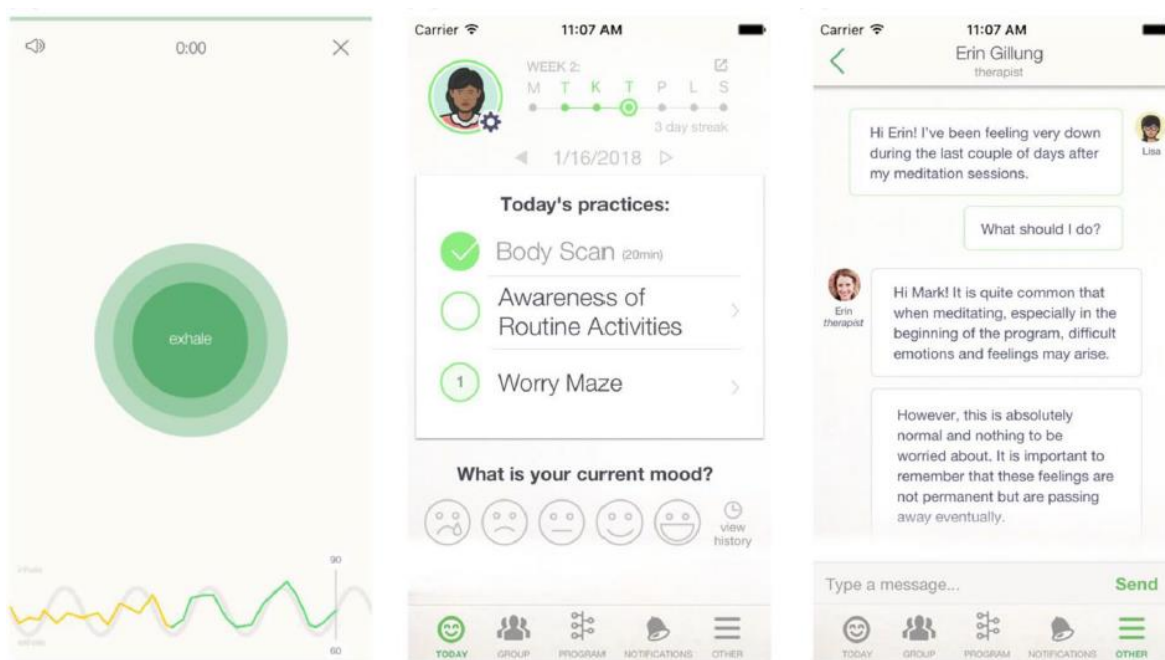 0:00
exhale
inhale
exhale
90
60
Carrier
11:07 AM
WEEK 2:
M T K T P L S
3 day streak
1/16/2018
Today's practices:
Body Scan (20min)
Awareness of
Routine Activities
1
Worry Maze
What is your current mood?
view
history
TODAY
GROUP
PROGRAM
NOTIFICATIONS
OTHER
Carrier
11:07 AM
Erin Gillung
therapist
Hi Erin! I've been feeling very down
during the last couple of days after
my meditation sessions.
Lisa
What should I do?
Erin
therapist
Hi Mark! It is quite common that
when meditating, especially in the
beginning of the program, difficult
emotions and feelings may arise.
However, this is absolutely
normal and nothing to be
worried about. It is important to
remember that these feelings are
not permanent but are passing
away eventually.
Type a message...
Send
TODAY
GROUP
PROGRAM
NOTIFICATIONS
OTHER